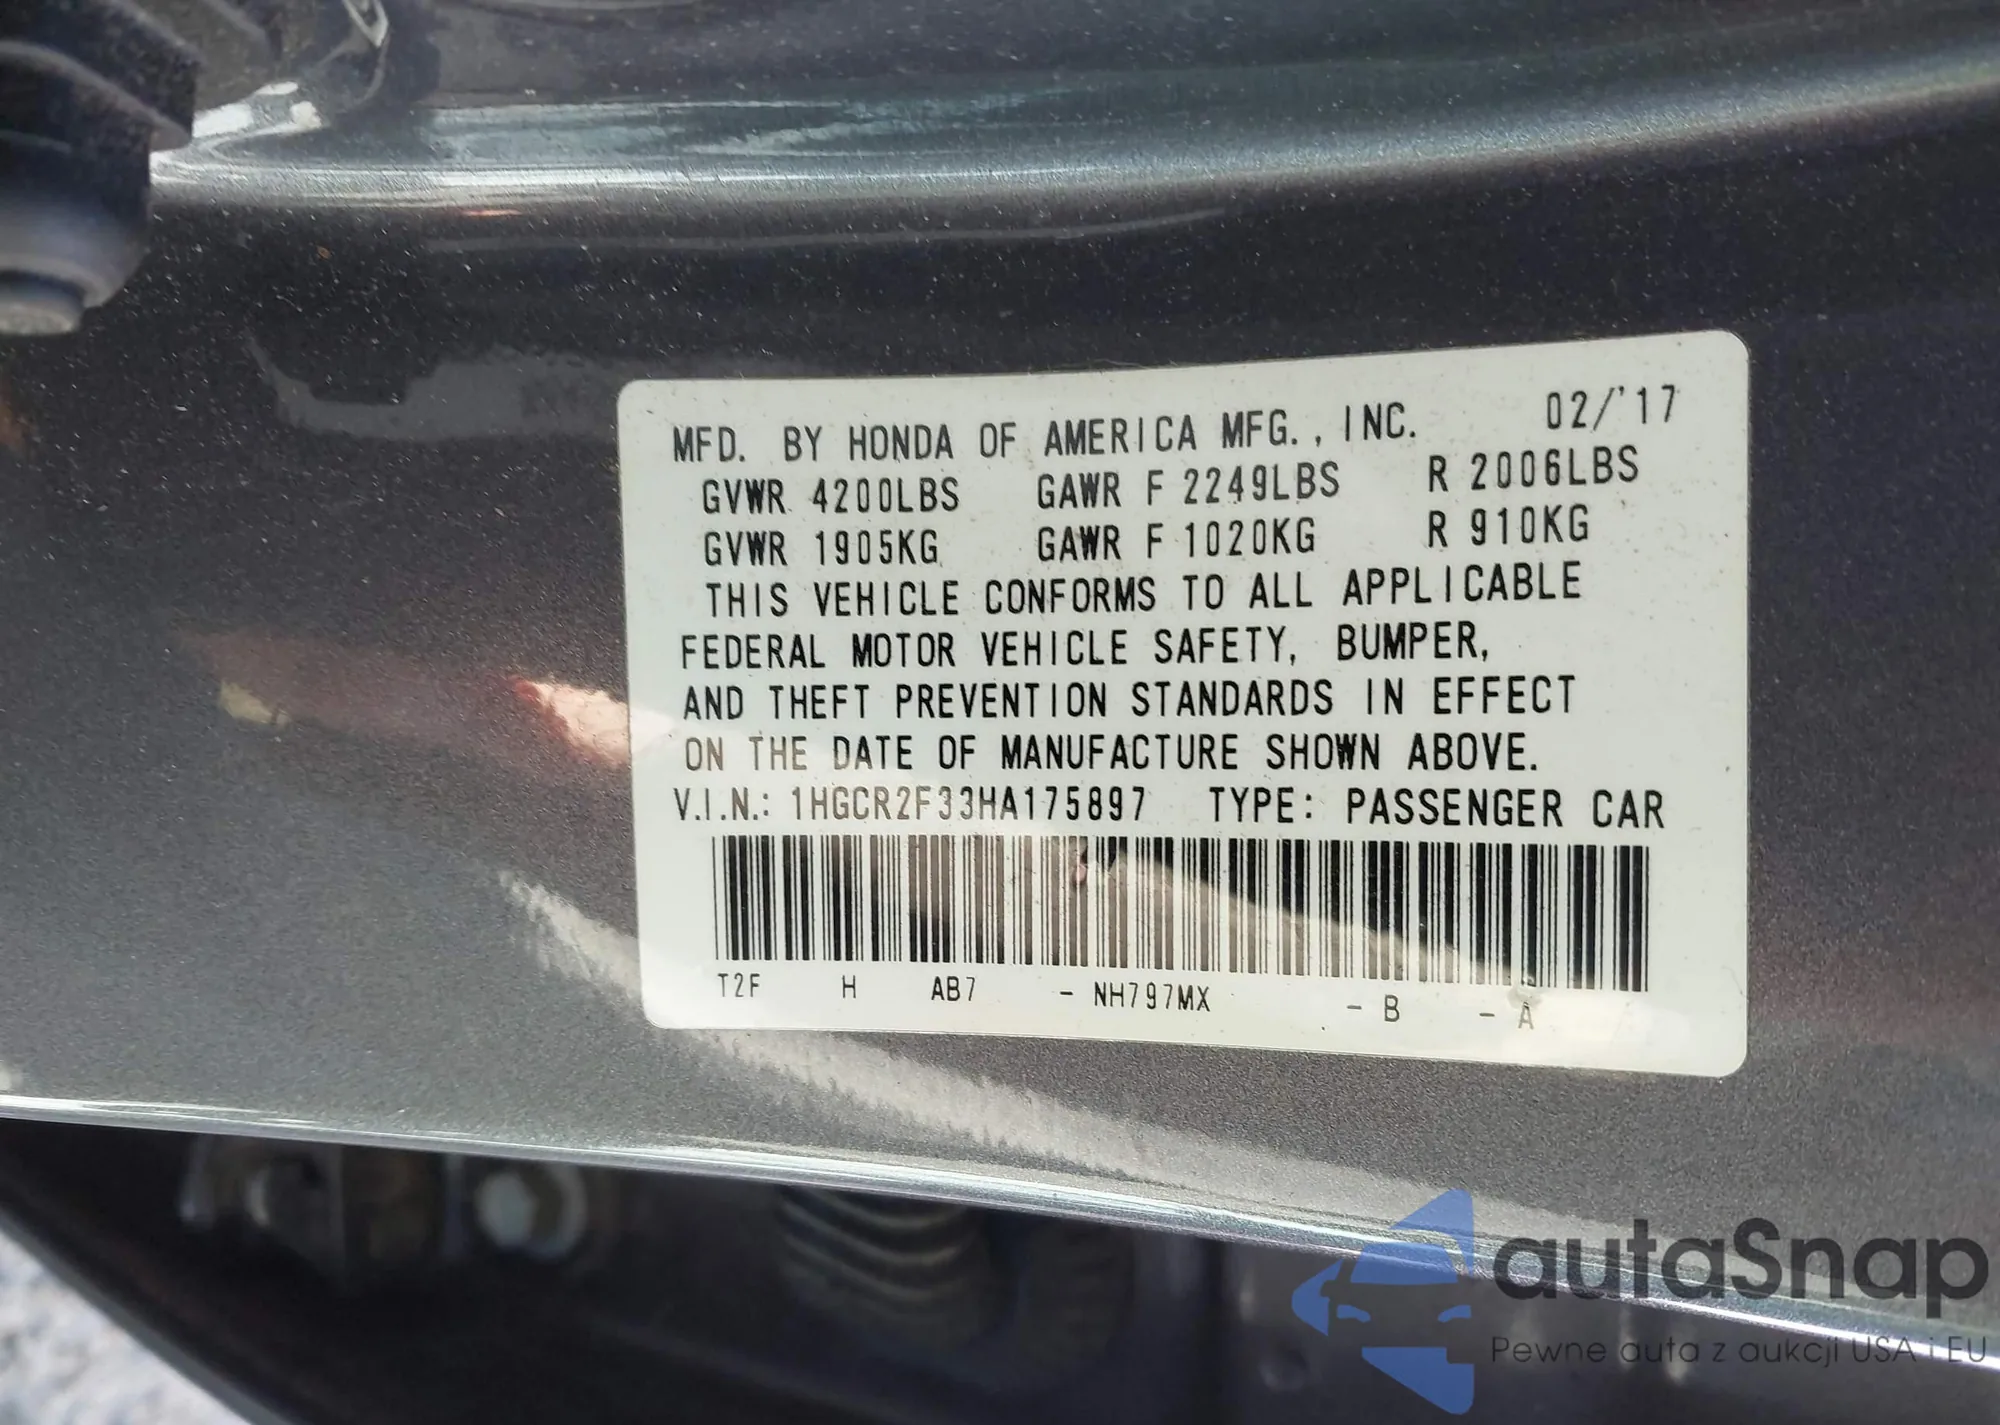 MFD. BY HONDA OF AMERICA MFG., INC. 02/'17
GVWR 4200LBS GAWR F 2249LBS R 2006LBS
GVWR 1905KG GAWR F 1020KG R 910KG
THIS VEHICLE CONFORMS TO ALL APPLICABLE
FEDERAL MOTOR VEHICLE SAFETY, BUMPER,
AND THEFT PREVENTION STANDARDS IN EFFECT
ON THE DATE OF MANUFACTURE SHOWN ABOVE.
V.I.N.: 1HGCR2F33HA175897 TYPE: PASSENGER CAR
T2F H AB7 - NH797MX - B - A
autaSnap
Pewne auta z aukcji USA i EU